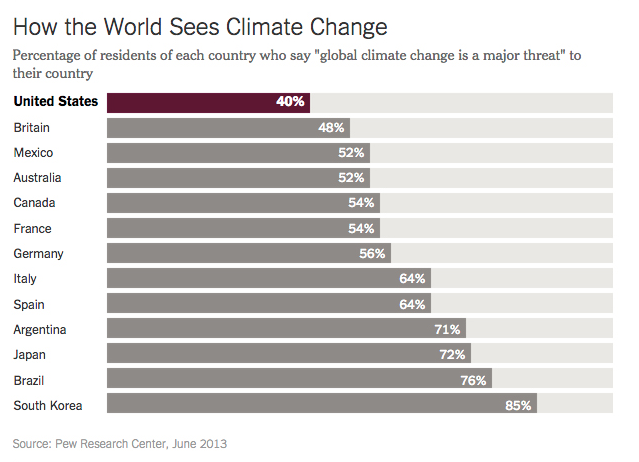 How the World Sees Climate Change
Percentage of residents of each country who say "global climate change is a major threat" to
their country
United States 40%
Britain 48%
Mexico 52%
Australia 52%
Canada 54%
France 54%
Germany 56%
Italy 64%
Spain 64%
Argentina 71%
Japan 72%
Brazil 76%
South Korea 85%
Source: Pew Research Center, June 2013